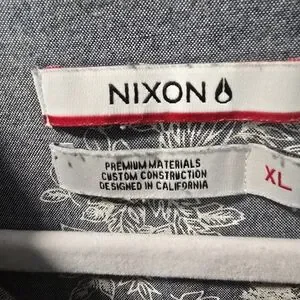 NIXON
PREMIUM MATERIALS
CUSTOM CONSTRUCTION
DESIGNED IN CALIFORNIA
XL